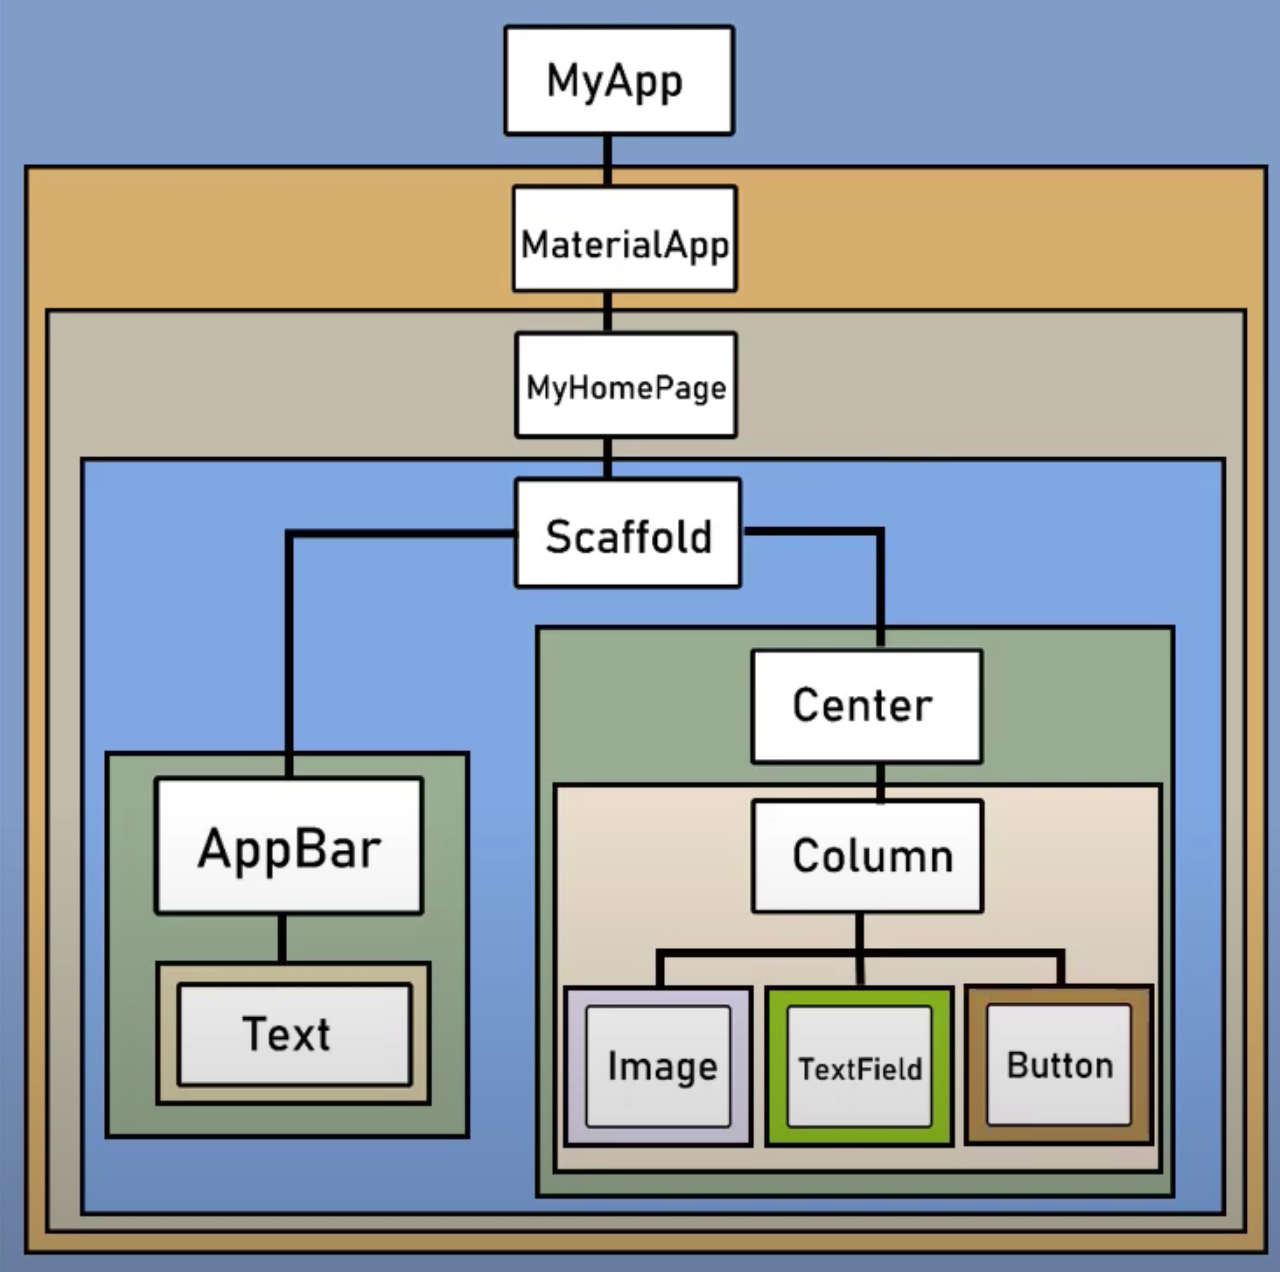 MyApp
MaterialApp
MyHomePage
Scaffold
Center
AppBar
Column
Text
Image
TextField
Button